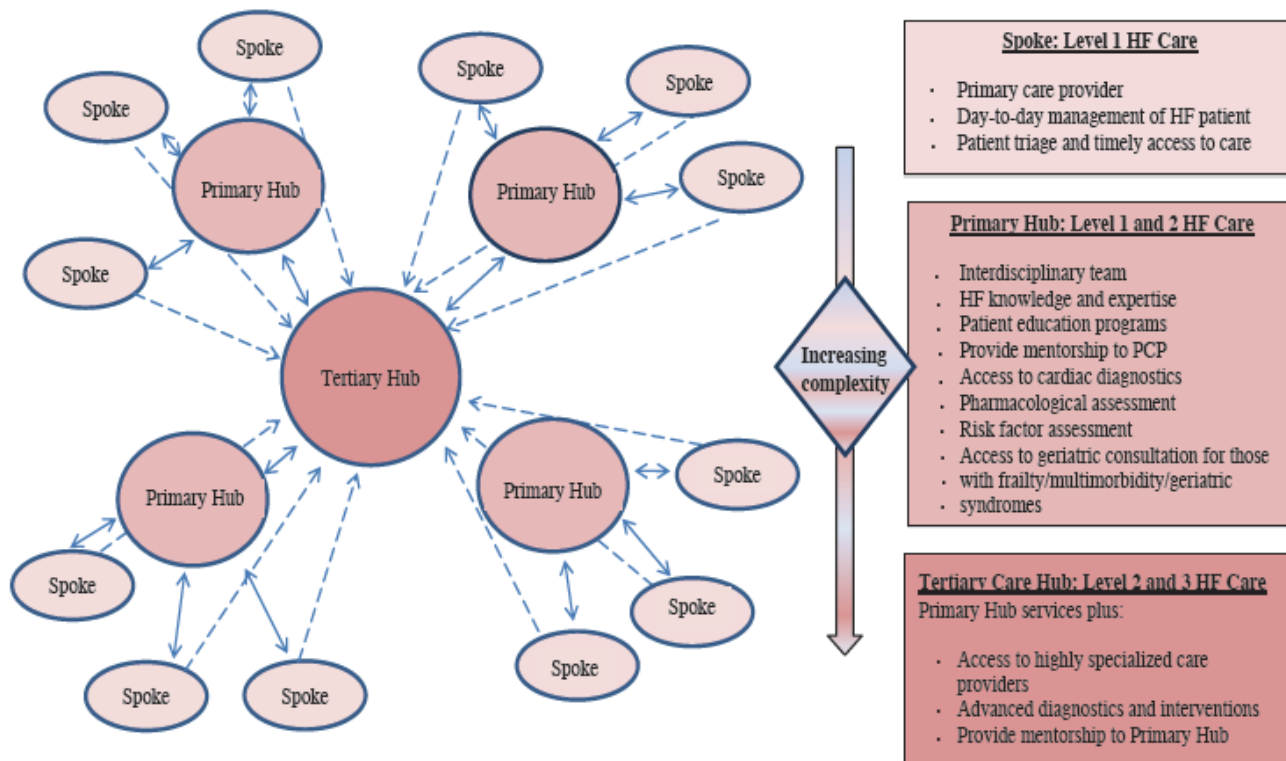 Spoke
Spoke
Spoke
Primary Hub
Spoke
Spoke
Spoke
Primary Hub
Spoke
Tertiary Hub
Primary Hub
Spoke
Spoke
Spoke
Primary Hub
Spoke
Spoke
Spoke
Increasing
complexity
Spoke: Level 1 HF Care
· Primary care provider
· Day-to-day management of HF patient
· Patient triage and timely access to care
Primary Hub: Level 1 and 2 HF Care
· Interdisciplinary team
· HF knowledge and expertise
· Patient education programs
· Provide mentorship to PCP
· Access to cardiac diagnostics
· Pharmacological assessment
· Risk factor assessment
· Access to geriatric consultation for those
· with frailty/multimorbidity/geriatric
· syndromes
Tertiary Care Hub: Level 2 and 3 HF Care
Primary Hub services plus:
· Access to highly specialized care
providers
· Advanced diagnostics and interventions
· Provide mentorship to Primary Hub